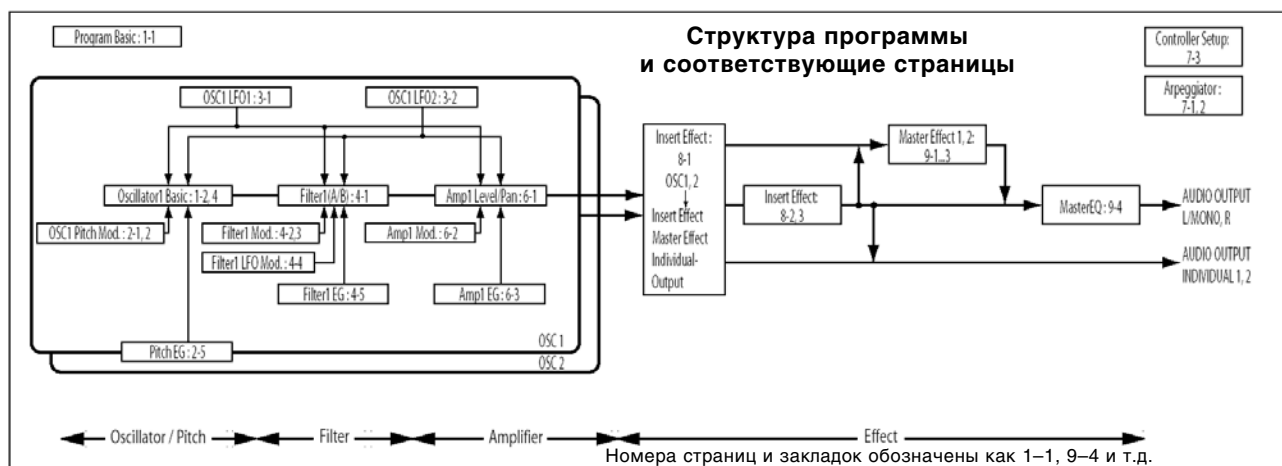 Program Basic : 1-1
Структура программы
и соответствующие страницы
Controller Setup:
7-3
Arpeggiator :
7-1, 2
OSC1 LFO1 : 3-1
OSC1 LFO2 : 3-2
Oscillator1 Basic : 1-2, 4
Filter1(A/B) : 4-1
Amp1 Level/Pan : 6-1
OSC1 Pitch Mod. : 2-1, 2
Filter1 Mod. : 4-2,3
Amp1 Mod. : 6-2
Filter1 LFO Mod. : 4-4
Filter1 EG : 4-5
Amp1 EG : 6-3
Pitch EG : 2-5
OSC 1
OSC 2
Insert Effect :
8-1
OSC1, 2
Insert Effect
Master Effect
Individual-
Output
Insert Effect:
8-2, 3
Master Effect 1, 2:
9-1...3
MasterEQ : 9-4
AUDIO OUTPUT
L/MONO, R
AUDIO OUTPUT
INDIVIDUAL 1, 2
Oscillator / Pitch
Filter
Amplifier
Effect
Номера страниц и закладок обозначены как 1–1, 9–4 и т.д.